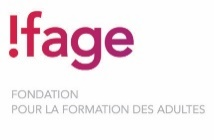 !fage
FONDATION
POUR LA FORMATION DES ADULTES